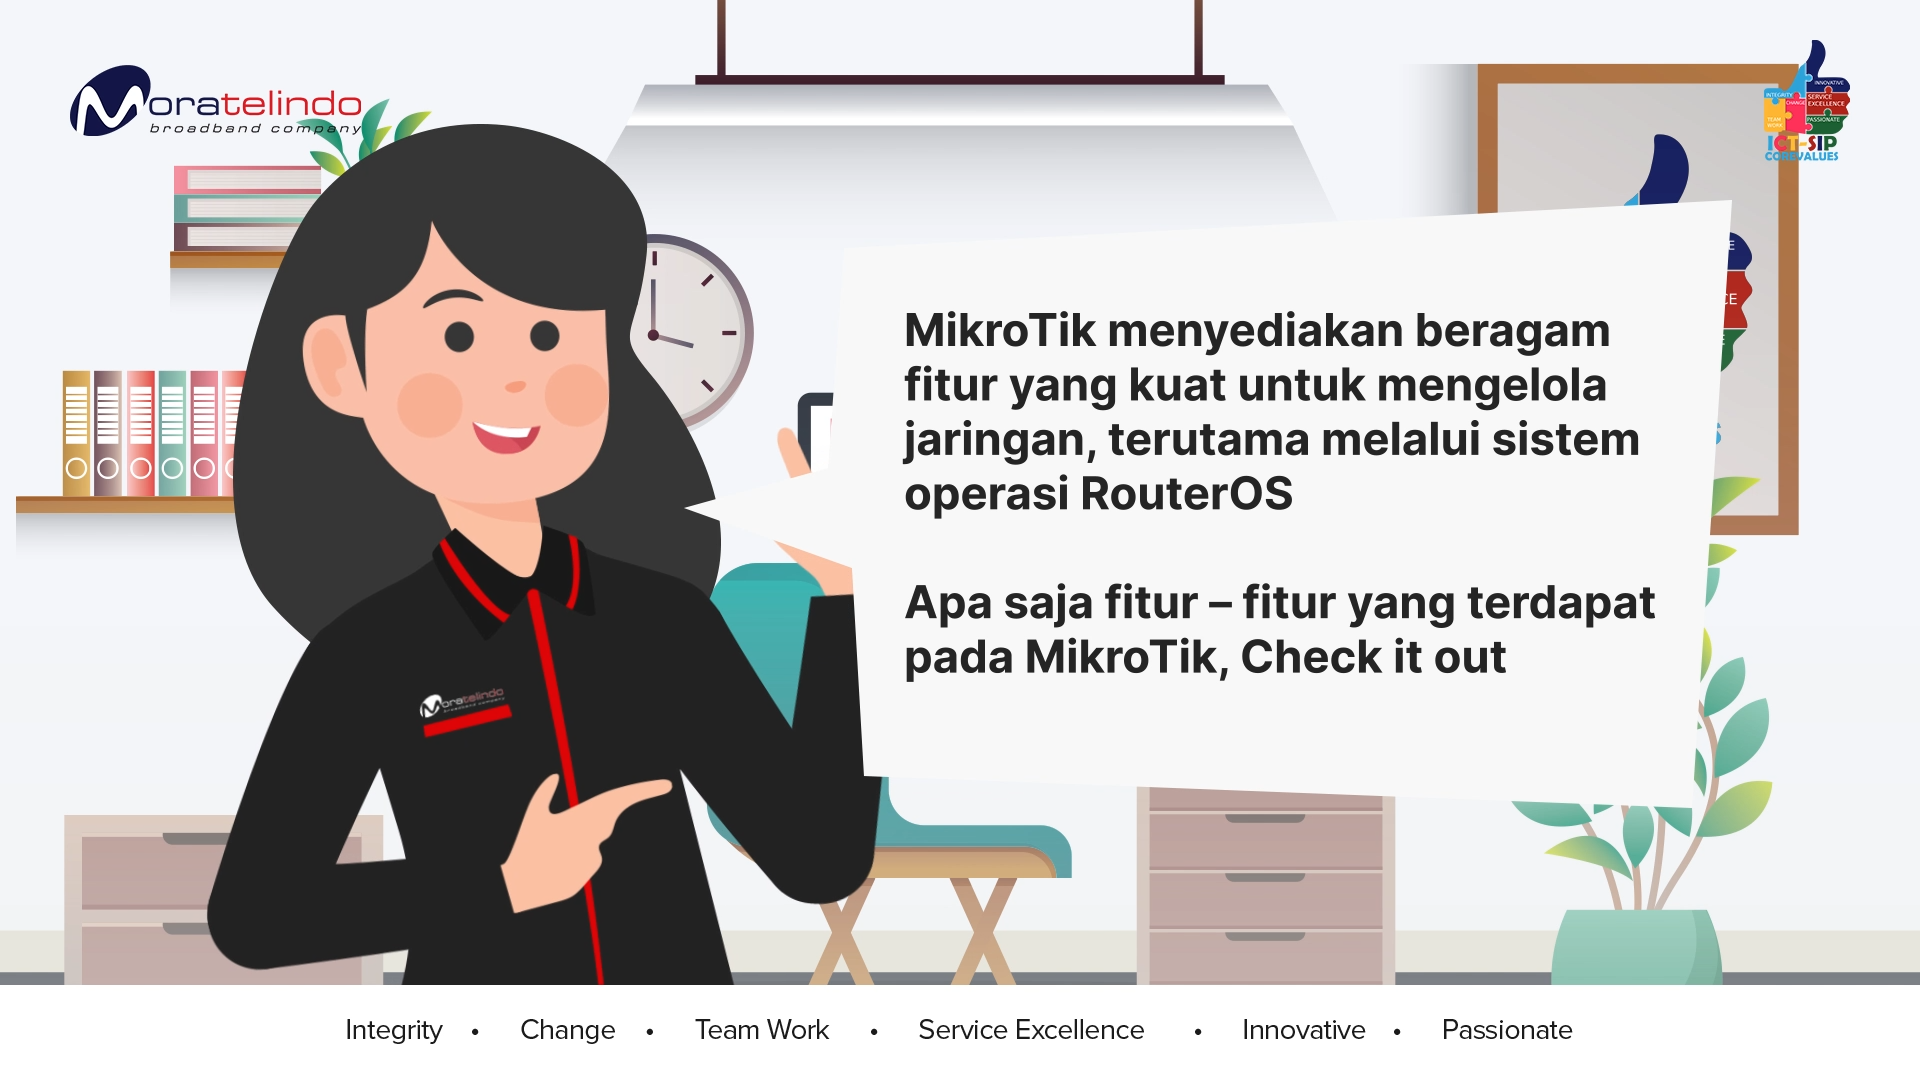 Moratelindo
broadband company
INNOVATIVE
INTEGRITY
SERVICE
EXCELLENCE
CHANGE
TEAM
WORK
PASSIONATE
ICT-SIP
COREVALUES
E
CE
MikroTik menyediakan beragam
fitur yang kuat untuk mengelola
jaringan, terutama melalui sistem
operasi RouterOS
Apa saja fitur – fitur yang terdapat
pada MikroTik, Check it out
Moratelindo
broadband company
Integrity • Change • Team Work • Service Excellence • Innovative • Passionate